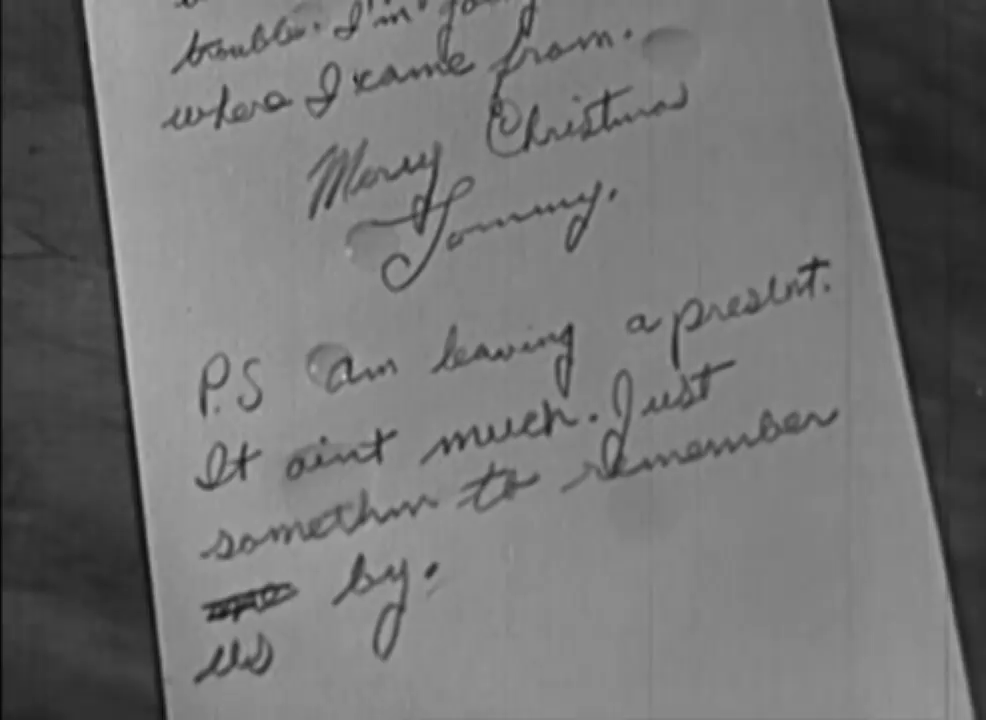 trouble. I'm
where I came from.
Merry Christmas
Tommy.
P.S Am leaving a present.
It aint much. Just
somethin to remember
by.
us